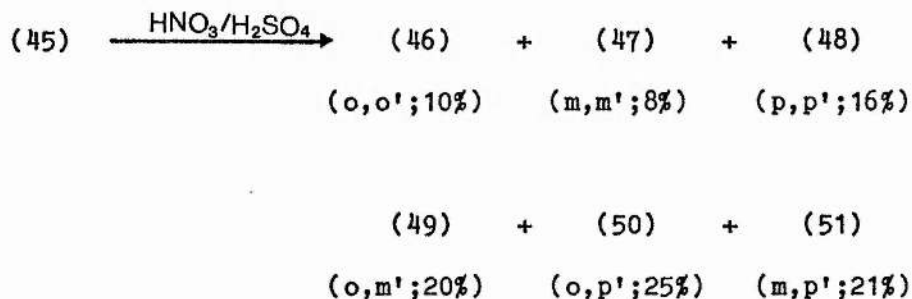 HNO₃/H₂SO₄
(45) (46) + (47) + (48)
(o,o';10%) (m,m';8%) (p,p';16%)
(49) + (50) + (51)
(o,m';20%) (o,p';25%) (m,p';21%)